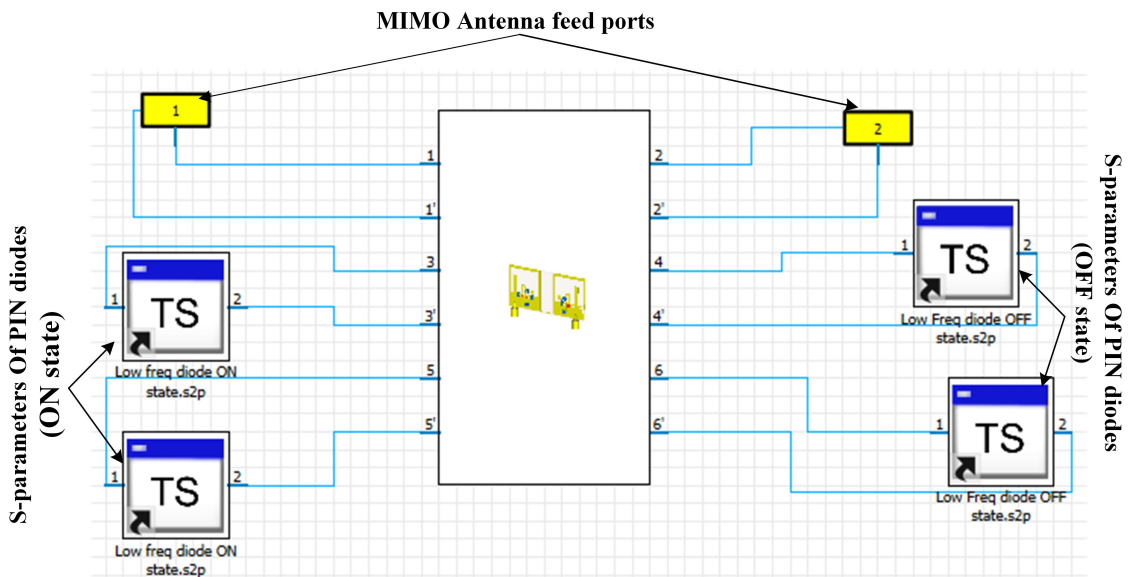 MIMO Antenna feed ports
1
2
1
2
1'
2'
3
4
3'
4'
5
6
5'
6'
S-parameters Of PIN diodes
(ON state)
1
TS
2
Low freq diode ON
state.s2p
1
TS
2
Low freq diode ON
state.s2p
1
TS
2
Low Freq diode OFF
state.s2p
1
TS
2
Low Freq diode OFF
state.s2p
S-parameters Of PIN diodes
(OFF state)